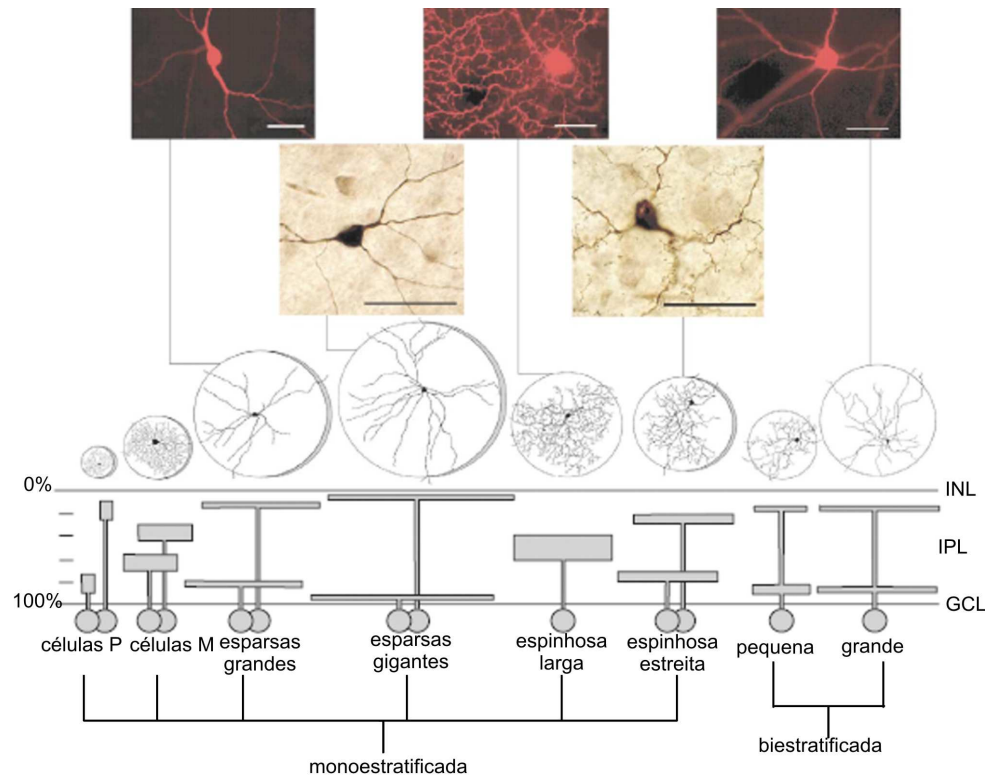 0%
INL
IPL
100%
GCL
células P
células M
esparsas
grandes
esparsas
gigantes
espinhosa
larga
espinhosa
estreita
pequena
grande
monoestratificada
biestratificada